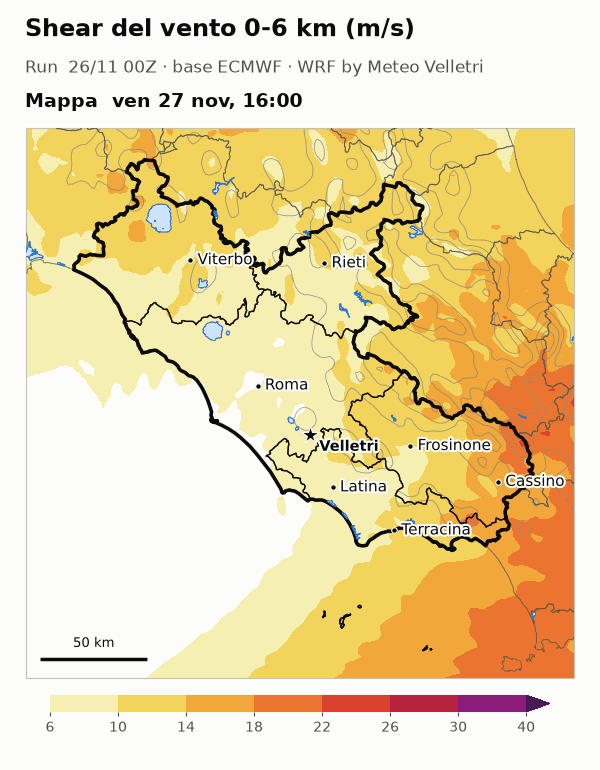 Shear del vento 0-6 km (m/s)
Run  26/11 00Z · base ECMWF · WRF by Meteo Velletri
Mappa  ven 27 nov, 16:00
Viterbo
Rieti
Roma
Velletri
Frosinone
Cassino
Latina
Terracina
50 km
6 10 14 18 22 26 30 40